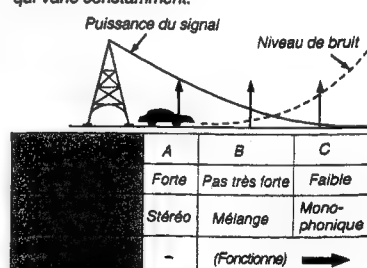 qui varie constamment.
Puissance du signal
Niveau de bruit
A B C
Forte Pas très forte Faible
Stéréo Mélange Mono-
phonique
– (Fonctionne)